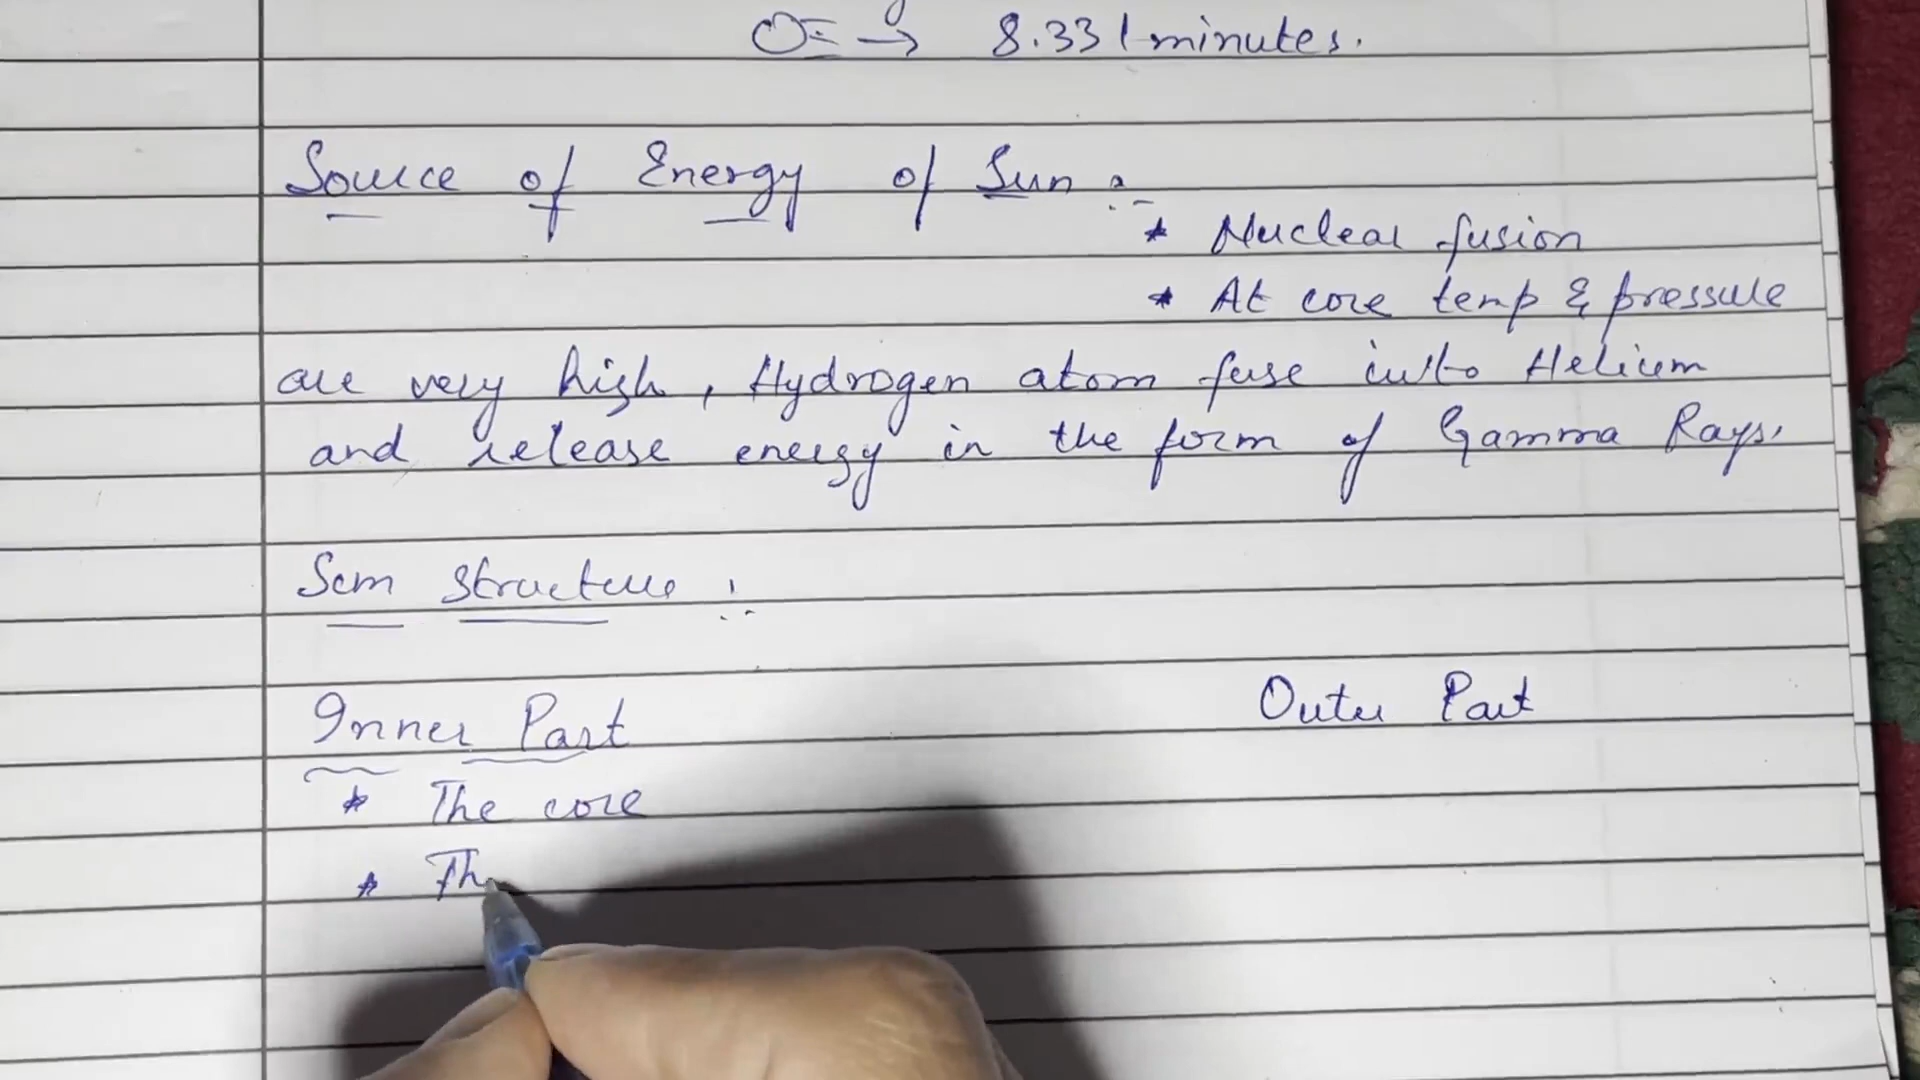 → 8.331minutes.
Source of Energy of Sun :-
* Nuclear fusion
* At core temp & pressure
are very high, Hydrogen atom fuse into Helium
and release energy in the form of Gamma Rays.
Sun structure :-
Inner Part
Outer Part
* The core
* Th